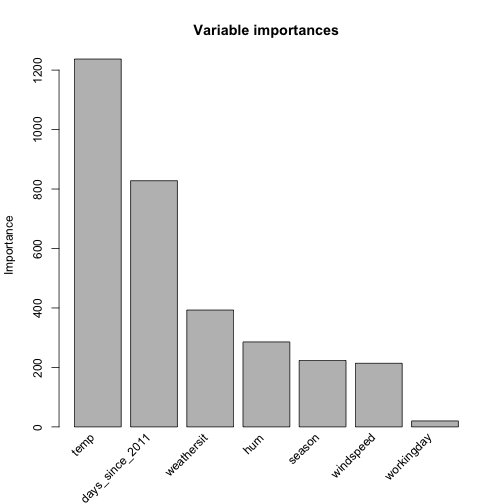 Variable importances
Importance
1200
1000
800
600
400
200
0
temp
days_since_2011
weathersit
hum
season
windspeed
workingday